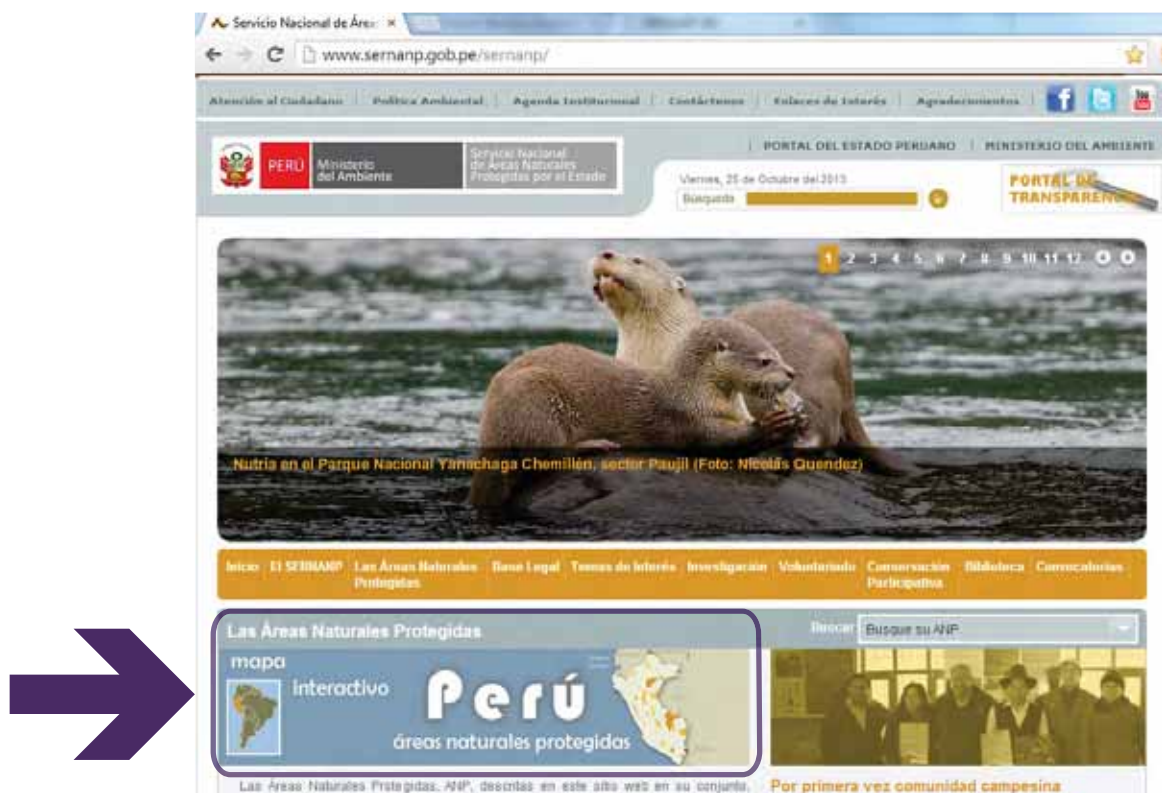 Servicio Nacional de Áre
www.sernanp.gob.pe/sernanp/
Atención al Ciudadano | Política Ambiental | Agenda Institucional | Contáctenos | Enlaces de Interés | Agradecimientos
PORTAL DEL ESTADO PERUANO | MINISTERIO DEL AMBIENTE
PERÚ Ministerio del Ambiente
Servicio Nacional de Áreas Naturales Protegidas por el Estado
Viernes, 25 de Octubre del 2013
Búsqueda
PORTAL DE
TRANSPARENCIA
1 2 3 4 5 6 7 8 9 10 11 12
Nutria en el Parque Nacional Yanachaga Chemillén, sector Paujil (Foto: Nicolás Quendez)
Inicio El SERNANP Las Áreas Naturales Protegidas Base Legal Temas de Interés Investigación Voluntariado Conservación Participativa Biblioteca Convocatorias
Las Áreas Naturales Protegidas
Buscar Busque su ANP
mapa
interactivo
Perú
áreas naturales protegidas
Las Áreas Naturales Protegidas, ANP, descritas en este sitio web en su conjunto,
Por primera vez comunidad campesina